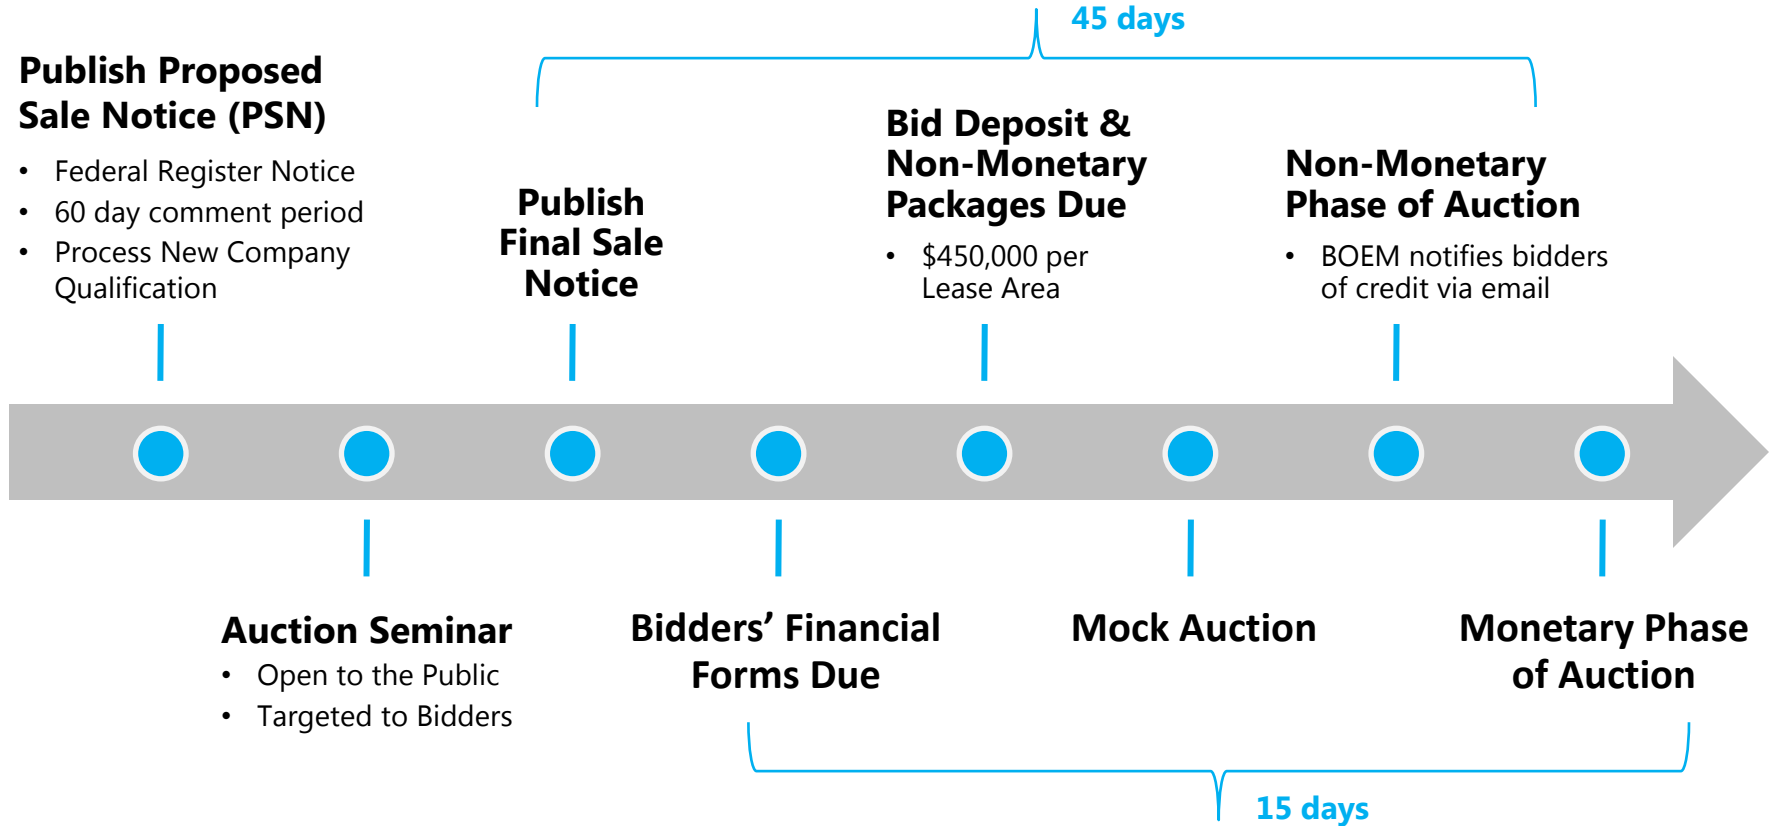 45 days
Publish Proposed
Sale Notice (PSN)
• Federal Register Notice
• 60 day comment period
• Process New Company
Qualification
Publish
Final Sale
Notice
Bid Deposit &
Non-Monetary
Packages Due
• $450,000 per
Lease Area
Non-Monetary
Phase of Auction
• BOEM notifies bidders
of credit via email
Auction Seminar
• Open to the Public
• Targeted to Bidders
Bidders’ Financial
Forms Due
Mock Auction
Monetary Phase
of Auction
15 days